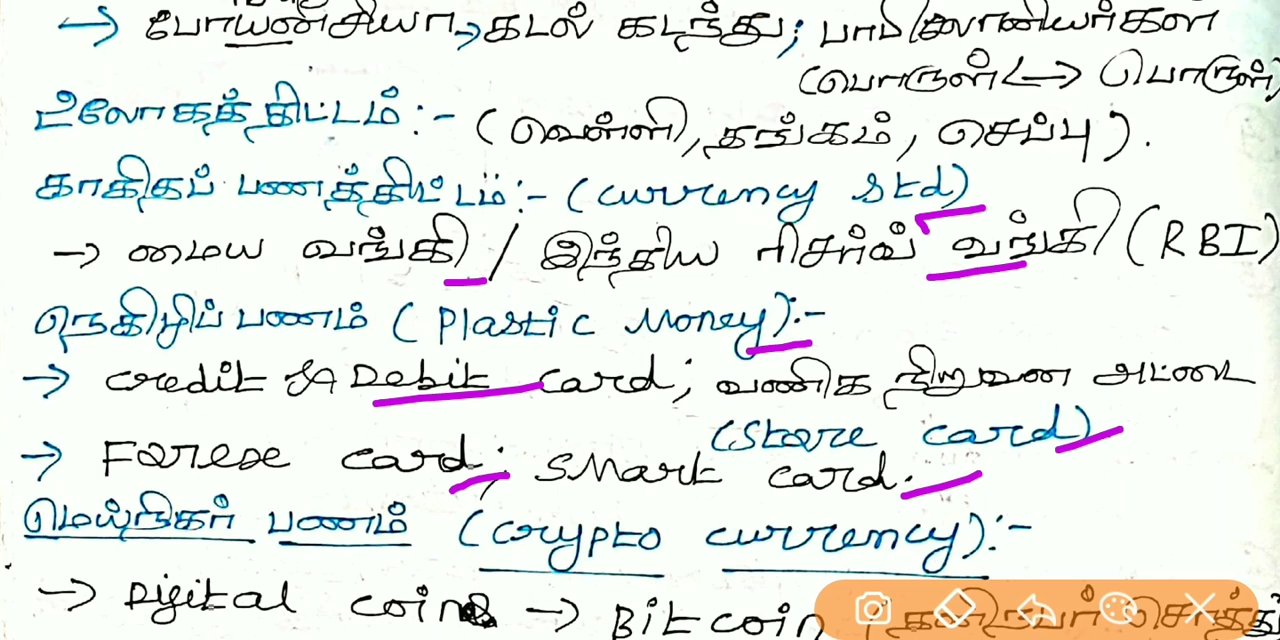 → போயனீசியா → கடல் கடந்து; பாபிலோனியர்கள்
(பொருள் ↔ பொருள்)
உலோகத்திட்டம் :- (வெள்ளி, தங்கம், செப்பு).
காகிதப் பணத்திட்டம் :- (currency Std)
→ மைய வங்கி / இந்திய ரிசர்வ் வங்கி (RBI)
நெகிழிப் பணம் (Plastic Money):-
→ credit & Debit card; வணிக நிறுவன அட்டை
(Store card)
→ Forex card; SMart card.
மெய்நிகர் பணம் (crypto currency):-
→ Digital coin → Bitcoin